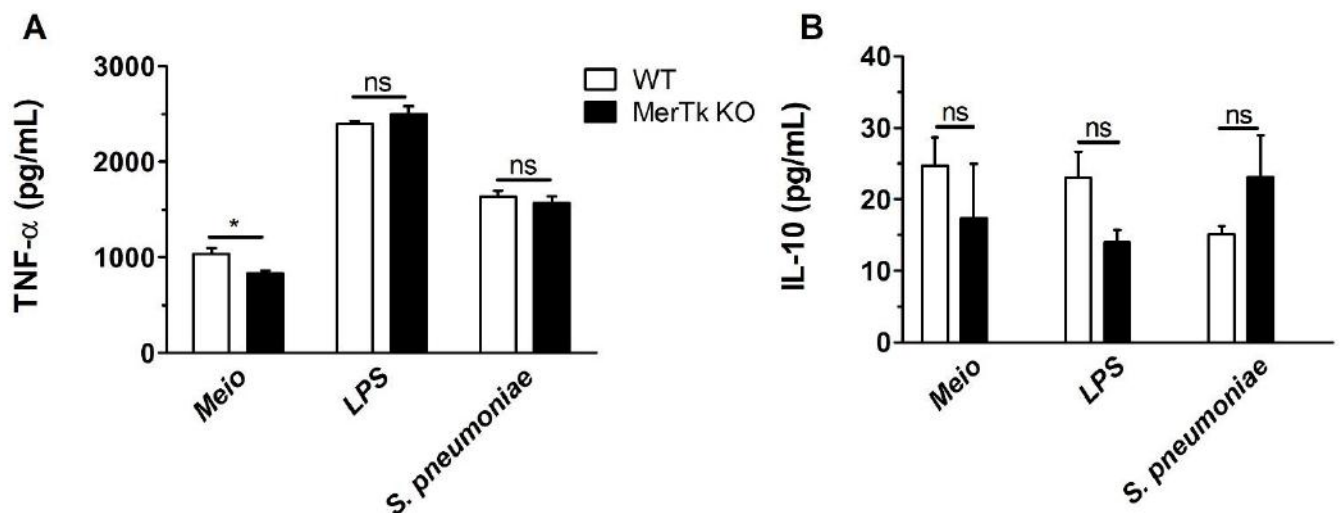 A
TNF-α (pg/mL)
3000
2000
1000
0
*
ns
ns
WT
MerTk KO
Meio
LPS
S. pneumoniae
B
IL-10 (pg/mL)
40
30
20
10
0
ns
ns
ns
Meio
LPS
S. pneumoniae